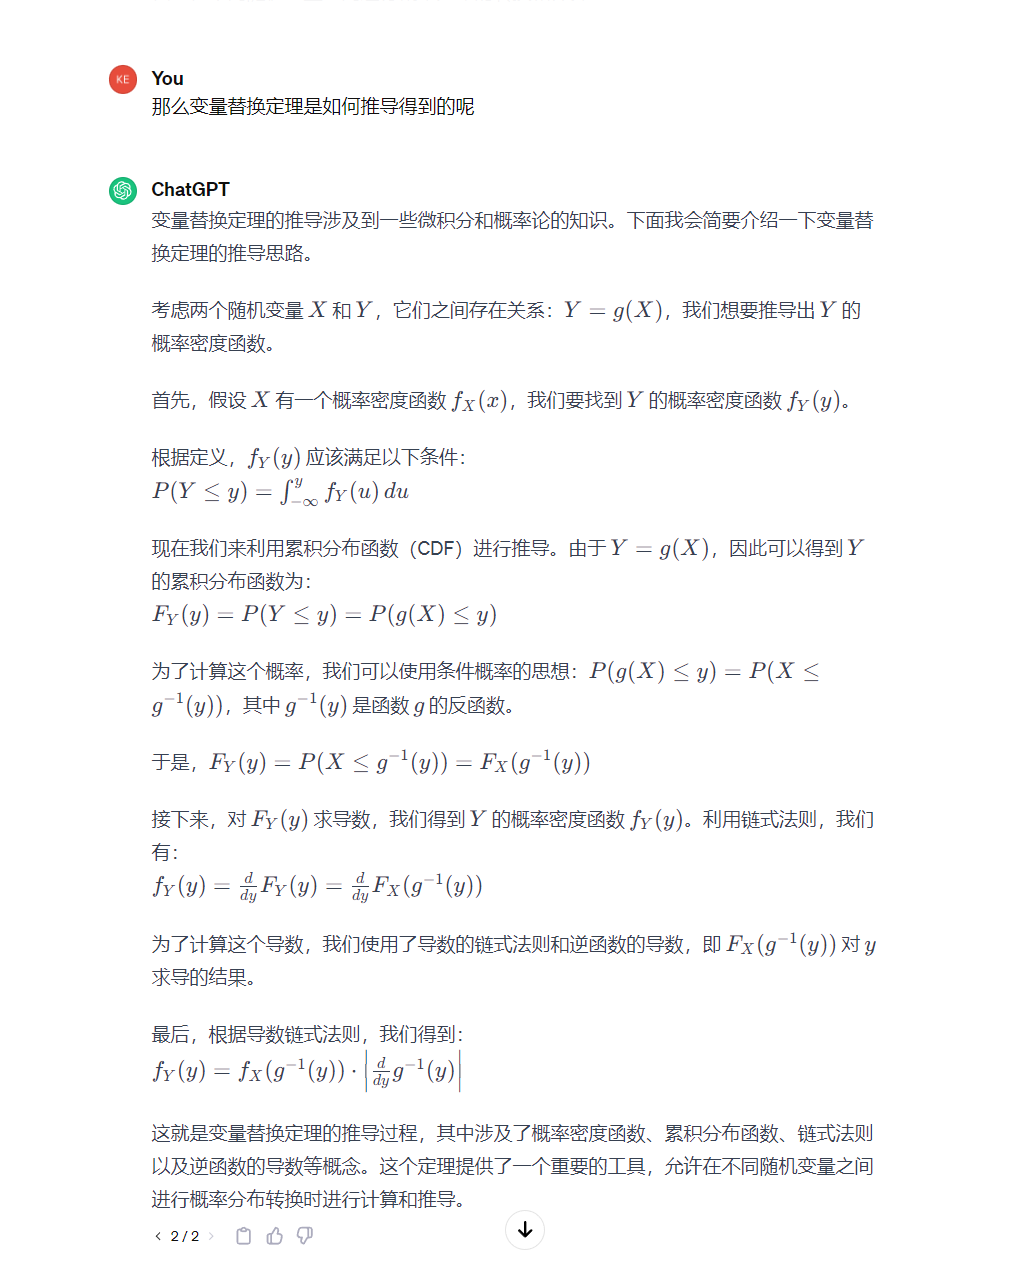 KE
You
那么变量替换定理是如何推导得到的呢
ChatGPT
变量替换定理的推导涉及到一些微积分和概率论的知识。下面我会简要介绍一下变量替
换定理的推导思路。
考虑两个随机变量 X 和 Y，它们之间存在关系：Y = g(X)，我们想要推导出 Y 的
概率密度函数。
首先，假设 X 有一个概率密度函数 f_X(x)，我们要找到 Y 的概率密度函数 f_Y(y)。
根据定义，f_Y(y) 应该满足以下条件：
P(Y ≤ y) = ∫_{-∞}^{y} f_Y(u) du
现在我们来利用累积分布函数（CDF）进行推导。由于 Y = g(X)，因此可以得到 Y
的累积分布函数为：
F_Y(y) = P(Y ≤ y) = P(g(X) ≤ y)
为了计算这个概率，我们可以使用条件概率的思想：P(g(X) ≤ y) = P(X ≤
g^{-1}(y))，其中 g^{-1}(y) 是函数 g 的反函数。
于是，F_Y(y) = P(X ≤ g^{-1}(y)) = F_X(g^{-1}(y))
接下来，对 F_Y(y) 求导数，我们得到 Y 的概率密度函数 f_Y(y)。利用链式法则，我们
有：
f_Y(y) = \frac{d}{dy} F_Y(y) = \frac{d}{dy} F_X(g^{-1}(y))
为了计算这个导数，我们使用了导数的链式法则和逆函数的导数，即 F_X(g^{-1}(y)) 对 y
求导的结果。
最后，根据导数链式法则，我们得到：
f_Y(y) = f_X(g^{-1}(y)) · |\frac{d}{dy} g^{-1}(y)|
这就是变量替换定理的推导过程，其中涉及了概率密度函数、累积分布函数、链式法则
以及逆函数的导数等概念。这个定理提供了一个重要的工具，允许在不同随机变量之间
进行概率分布转换时进行计算和推导。
< 2 / 2 >